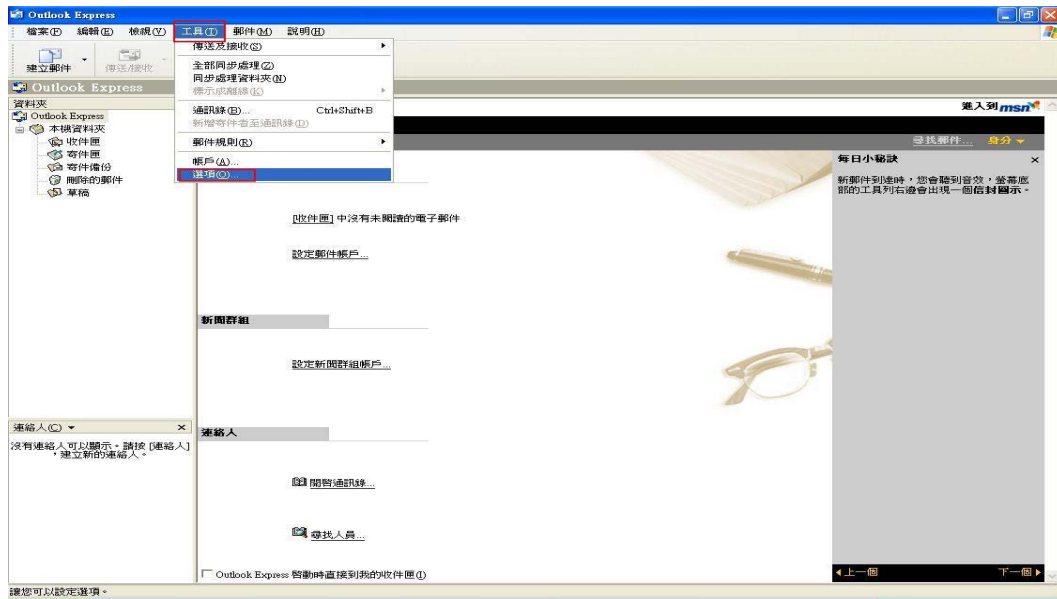 Outlook Express
檔案(F) 編輯(E) 檢視(V) 工具(T) 郵件(M) 說明(H)
建立郵件 傳送/接收
傳送及接收(S)
全部同步處理(Z)
同步處理資料夾(N)
標示成離線(K)
通訊錄(B)... Ctrl+Shift+B
新增寄件者至通訊錄(D)
郵件規則(R)
帳戶(A)...
選項(O)...
Outlook Express
資料夾
Outlook Express
本機資料夾
收件匣
寄件匣
寄件備份
刪除的郵件
草稿
連絡人(C)
沒有連絡人可以顯示。請按 [連絡人]
,建立新的連絡人。
進入到 msn
尋找郵件... 身分
[收件匣] 中沒有未閱讀的電子郵件
設定郵件帳戶...
新聞群組
設定新聞群組帳戶...
連絡人
開啓通訊錄...
尋找人員...
Outlook Express 啓動時直接到我的收件匣(I)
每日小秘訣
新郵件到達時,您會聽到音效,螢幕底
部的工具列右邊會出現一個信封圖示。
上一個 下一個
讓您可以設定選項。